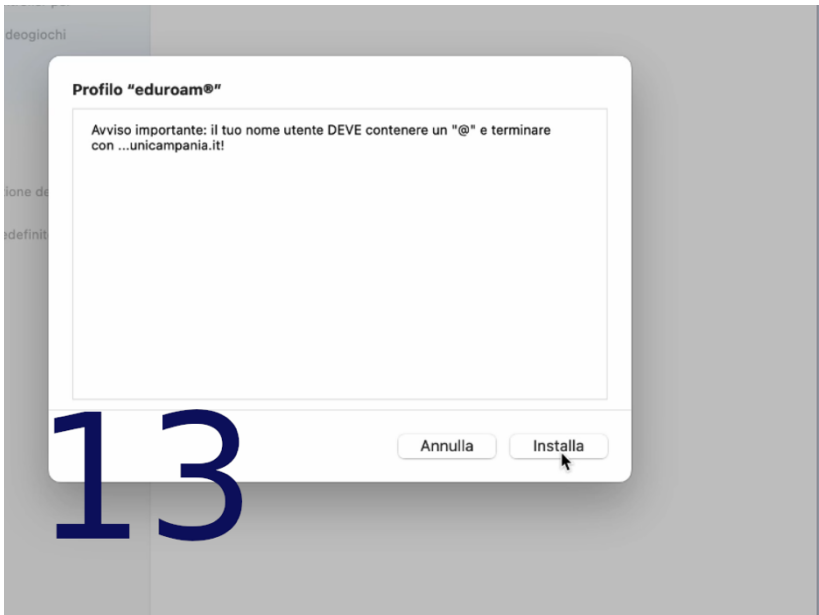 deogiochi
Profilo “eduroam®”
Avviso importante: il tuo nome utente DEVE contenere un "@" e terminare
con ...unicampania.it!
Annulla
Installa
13